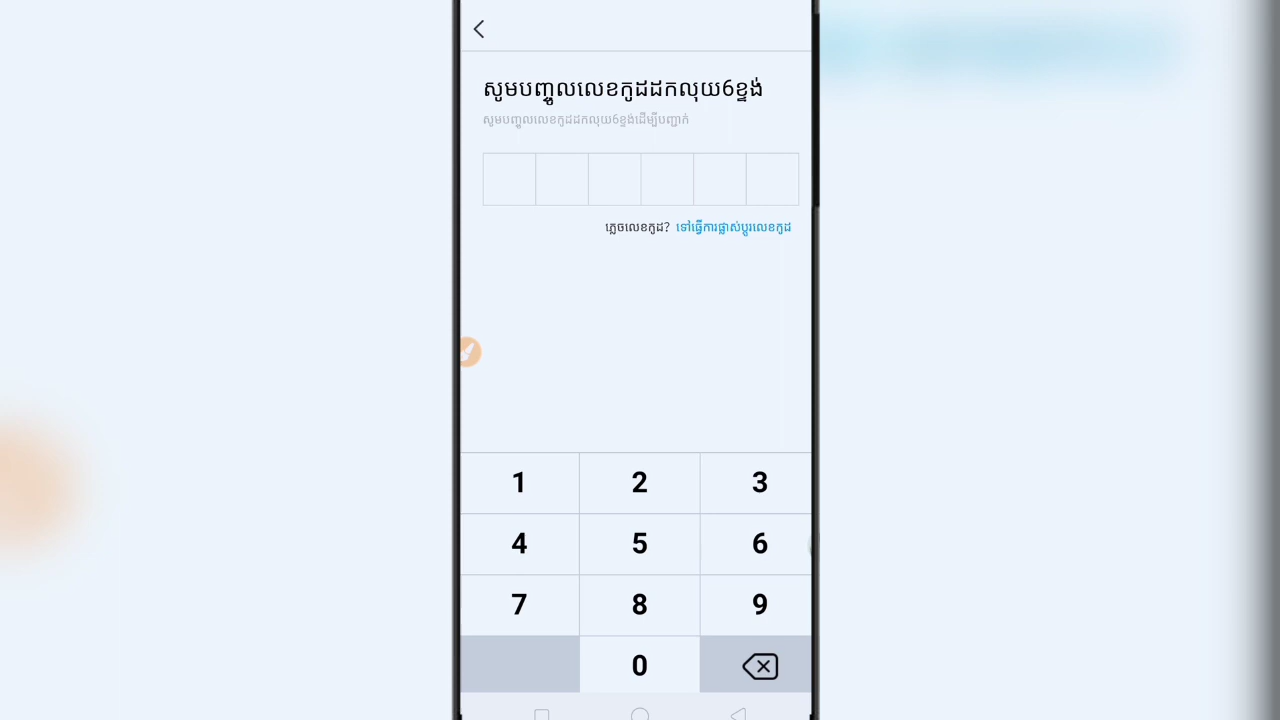 សូមបញ្ចូលលេខកូដដកលុយ6ខ្ទង់
សូមបញ្ចូលលេខកូដដកលុយ6ខ្ទង់ដើម្បីបញ្ជាក់
ភ្លេចលេខកូដ? ទៅធ្វើការផ្លាស់ប្តូរលេខកូដ
1 2 3
4 5 6
7 8 9
0